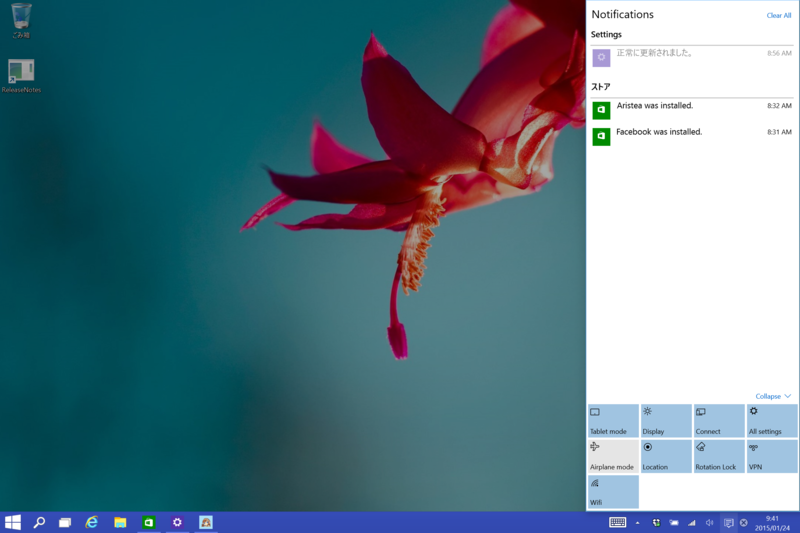 ごみ箱
ReleaseNotes
Notifications
Clear All
Settings
正常に更新されました。
8:56 AM
ストア
Aristea was installed.
8:32 AM
Facebook was installed.
8:31 AM
Collapse
Tablet mode
Display
Connect
All settings
Airplane mode
Location
Rotation Lock
VPN
Wifi
9:41
2015/01/24